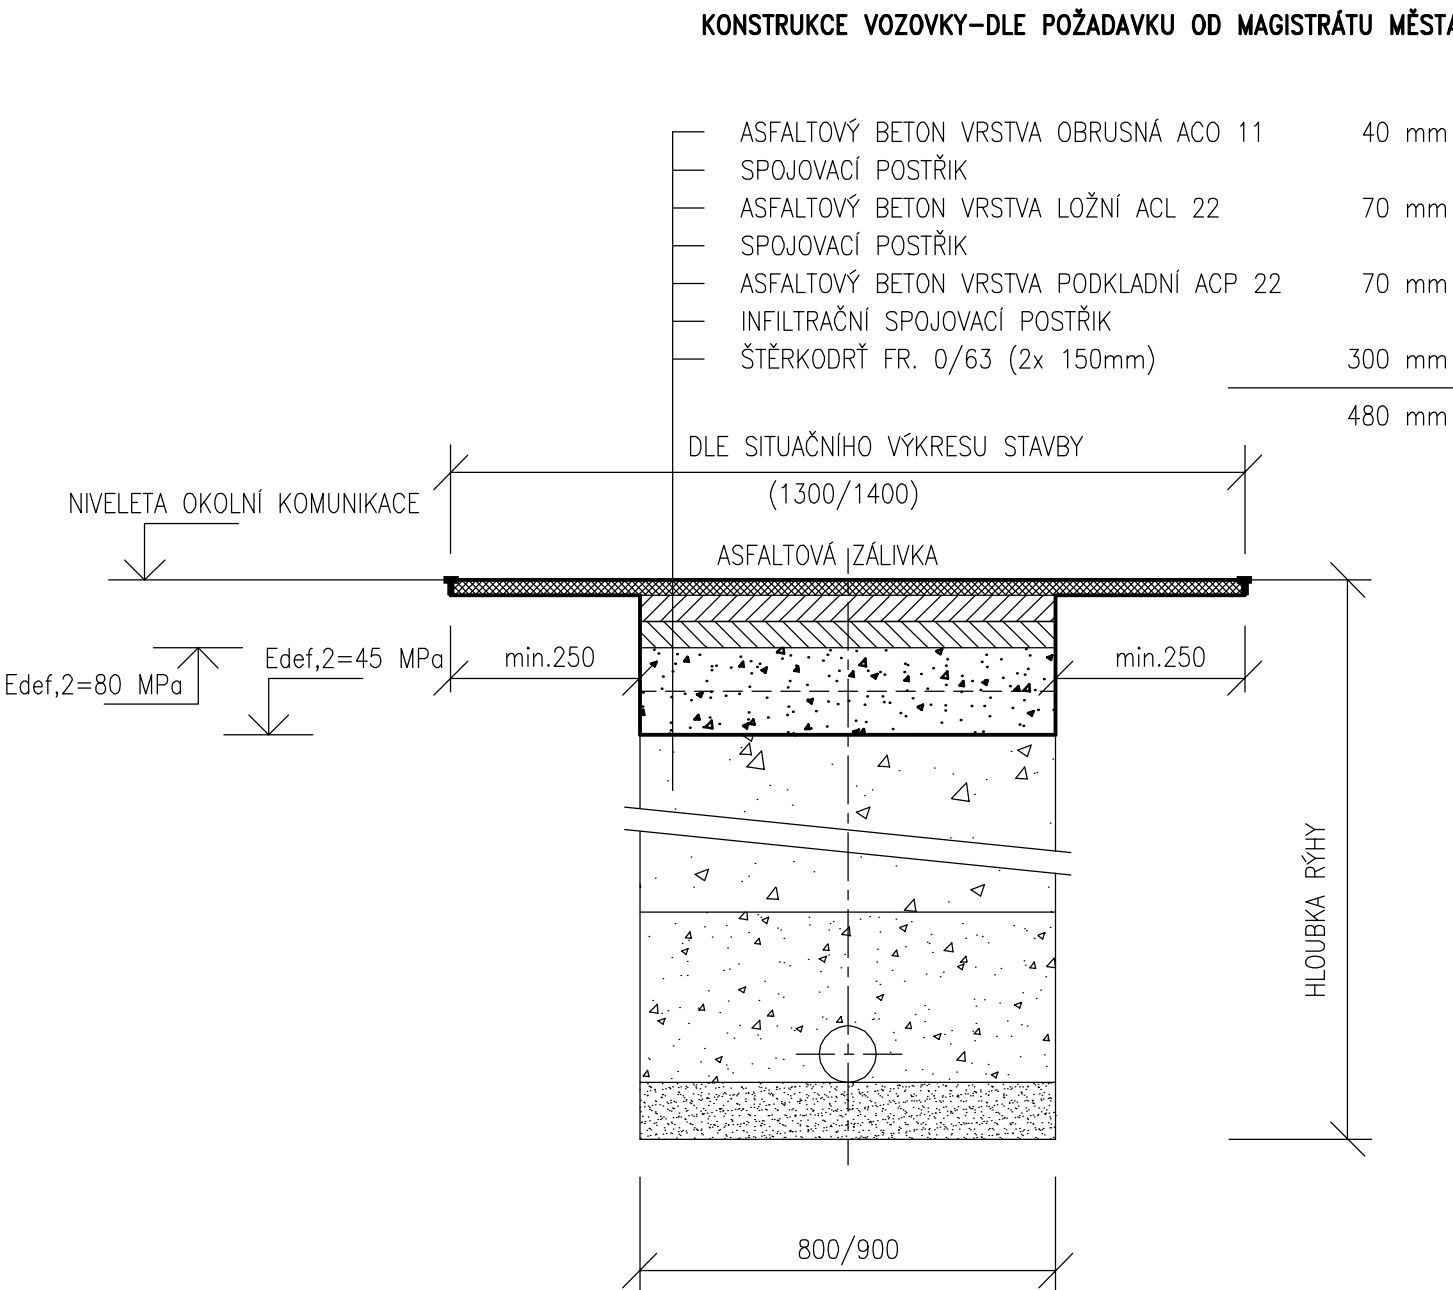 KONSTRUKCE VOZOVKY-DLE POŽADAVKU OD MAGISTRÁTU MĚSTA
ASFALTOVÝ BETON VRSTVA OBRUSNÁ ACO 11 40 mm
SPOJOVACÍ POSTŘIK
ASFALTOVÝ BETON VRSTVA LOŽNÍ ACL 22 70 mm
SPOJOVACÍ POSTŘIK
ASFALTOVÝ BETON VRSTVA PODKLADNÍ ACP 22 70 mm
INFILTRAČNÍ SPOJOVACÍ POSTŘIK
ŠTĚRKODRŤ FR. 0/63 (2x 150mm) 300 mm
480 mm
DLE SITUAČNÍHO VÝKRESU STAVBY
(1300/1400)
NIVELETA OKOLNÍ KOMUNIKACE
ASFALTOVÁ ZÁLIVKA
Edef,2=45 MPa
min.250
min.250
Edef,2=80 MPa
HLOUBKA RÝHY
800/900